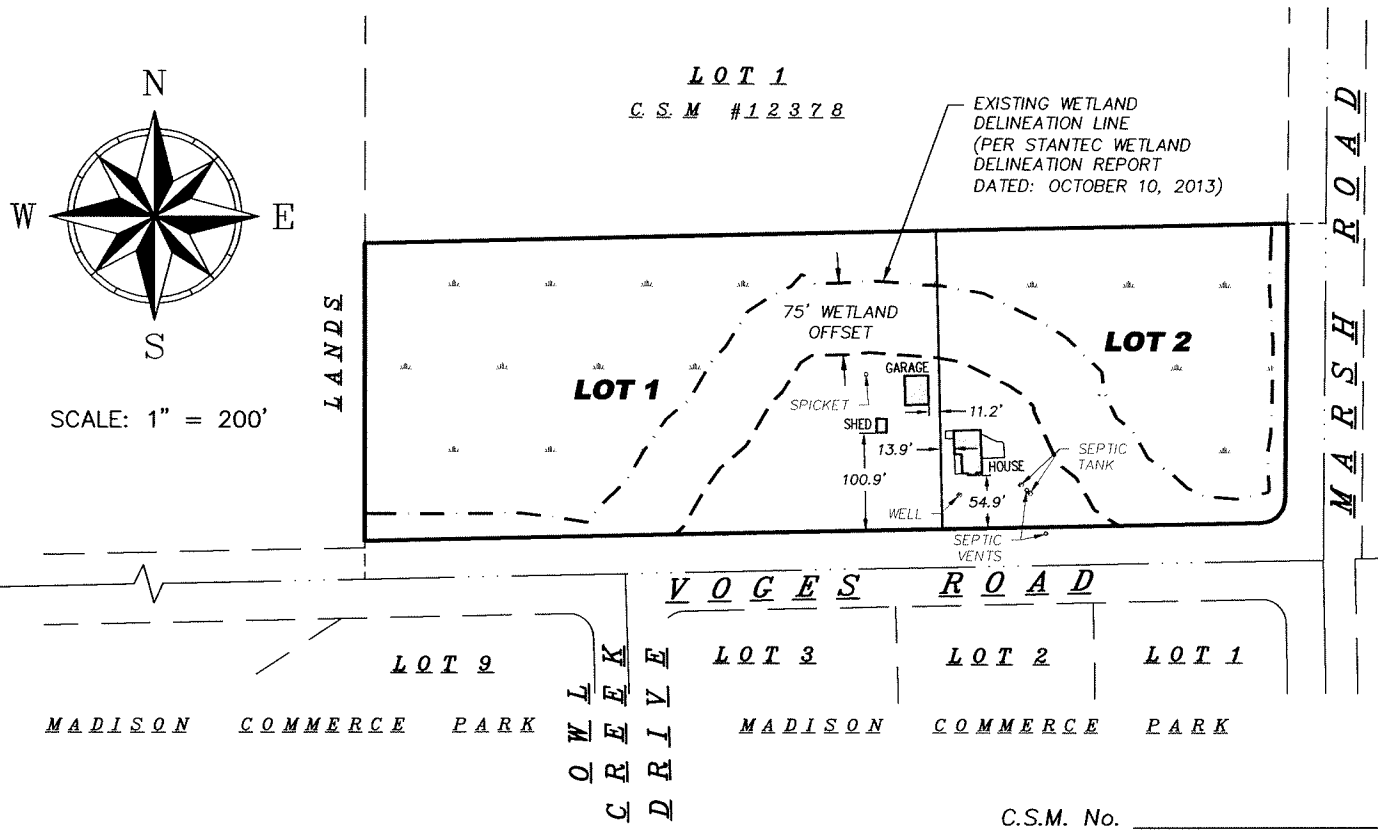 N
W
E
S
SCALE: 1" = 200'
LOT 1
C.S.M #12378
EXISTING WETLAND
DELINEATION LINE
(PER STANTEC WETLAND
DELINEATION REPORT
DATED: OCTOBER 10, 2013)
MARSH ROAD
LANDS
75' WETLAND
OFFSET
LOT 1
LOT 2
GARAGE
SPICKET
11.2'
SHED
13.9'
HOUSE
SEPTIC
TANK
100.9'
WELL
54.9'
SEPTIC
VENTS
VOGES ROAD
LOT 9
LOT 3
LOT 2
LOT 1
MADISON COMMERCE PARK
OWL
CREEK
DRIVE
MADISON COMMERCE PARK
C.S.M. No.